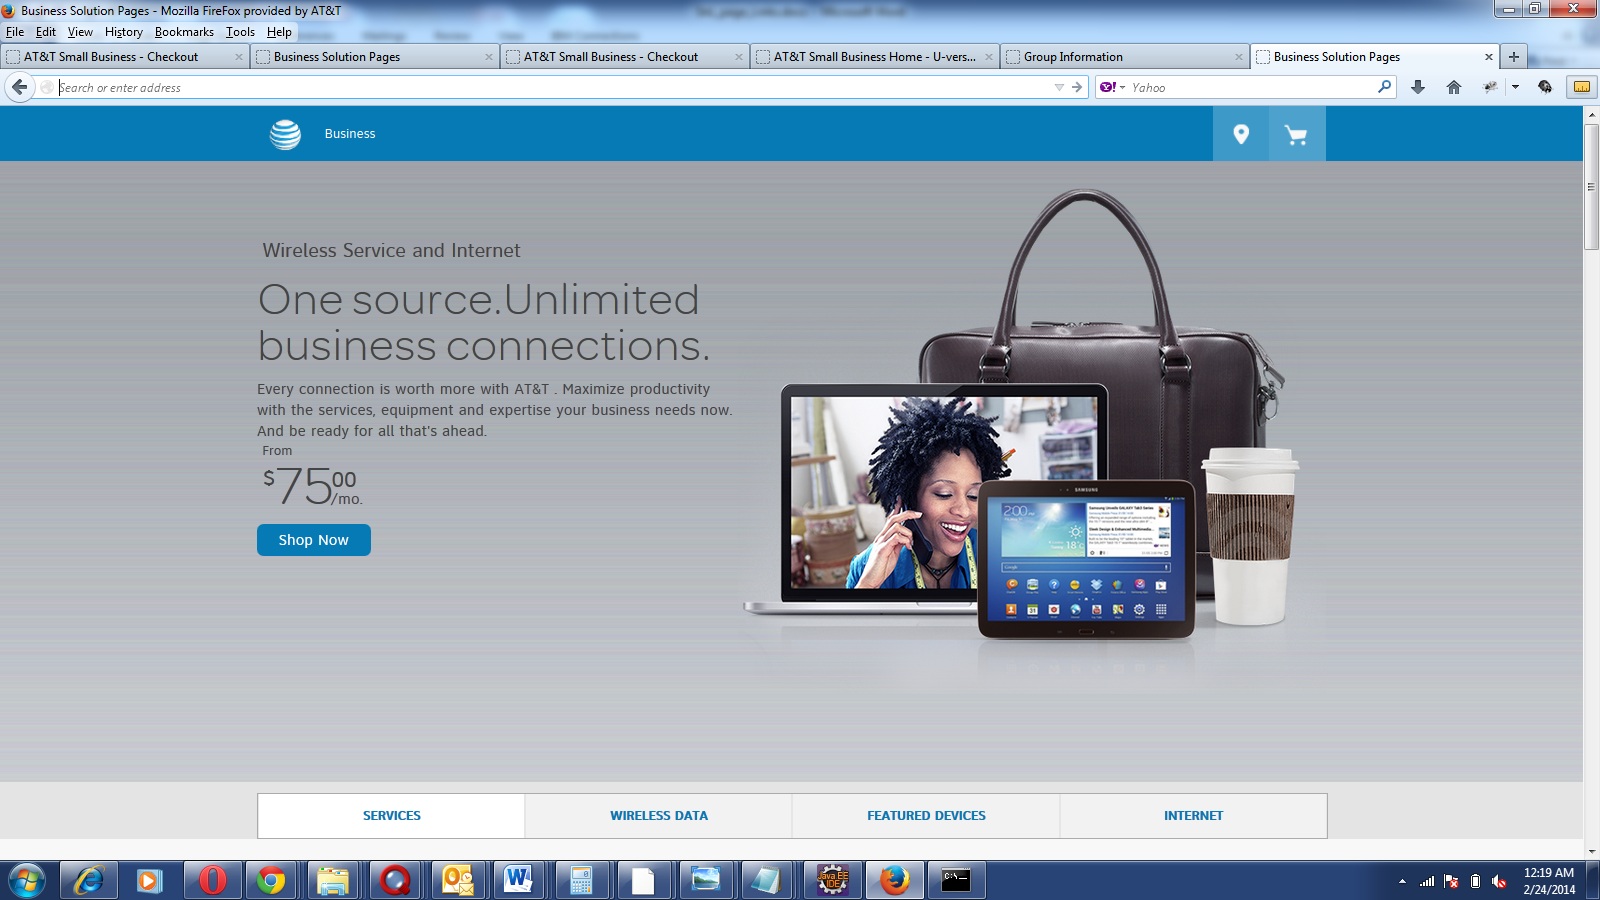 Business Solution Pages - Mozilla FireFox provided by AT&T
File Edit View History Bookmarks Tools Help
AT&T Small Business - Checkout
Business Solution Pages
AT&T Small Business - Checkout
AT&T Small Business Home - U-vers...
Group Information
Business Solution Pages
Search or enter address
Yahoo
Business
Wireless Service and Internet
One source.Unlimited
business connections.
Every connection is worth more with AT&T . Maximize productivity
with the services, equipment and expertise your business needs now.
And be ready for all that's ahead.
From
$7500
/mo.
Shop Now
SAMSUNG
2:00
18°C
Google
SERVICES
WIRELESS DATA
FEATURED DEVICES
INTERNET
Java EE
IDE
C:\.
12:19 AM
2/24/2014